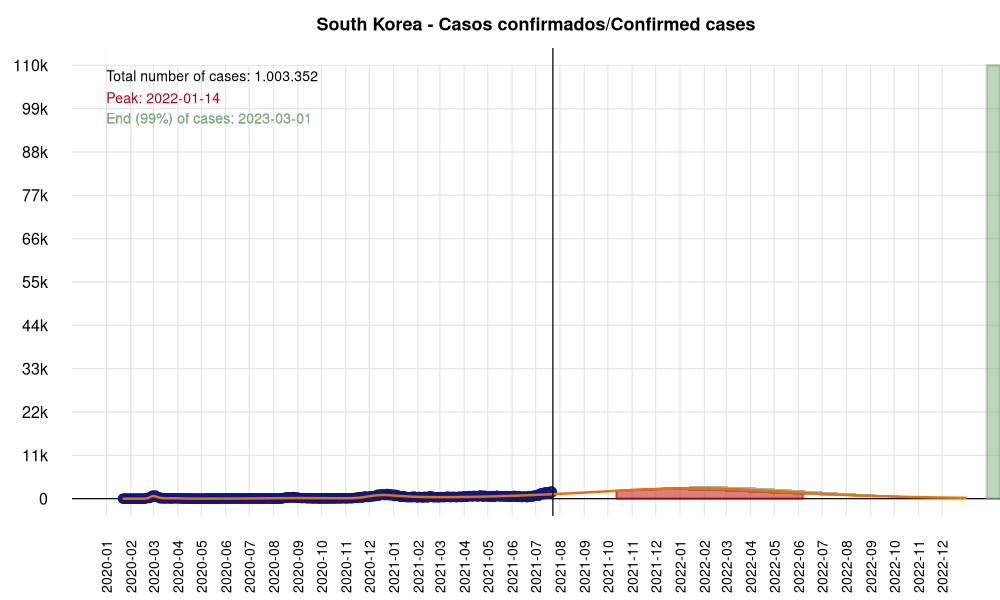 South Korea - Casos confirmados/Confirmed cases
Total number of cases: 1.003.352
Peak: 2022-01-14
End (99%) of cases: 2023-03-01
110k
99k
88k
77k
66k
55k
44k
33k
22k
11k
0
2020-01
2020-02
2020-03
2020-04
2020-05
2020-06
2020-07
2020-08
2020-09
2020-10
2020-11
2020-12
2021-01
2021-02
2021-03
2021-04
2021-05
2021-06
2021-07
2021-08
2021-09
2021-10
2021-11
2021-12
2022-01
2022-02
2022-03
2022-04
2022-05
2022-06
2022-07
2022-08
2022-09
2022-10
2022-11
2022-12